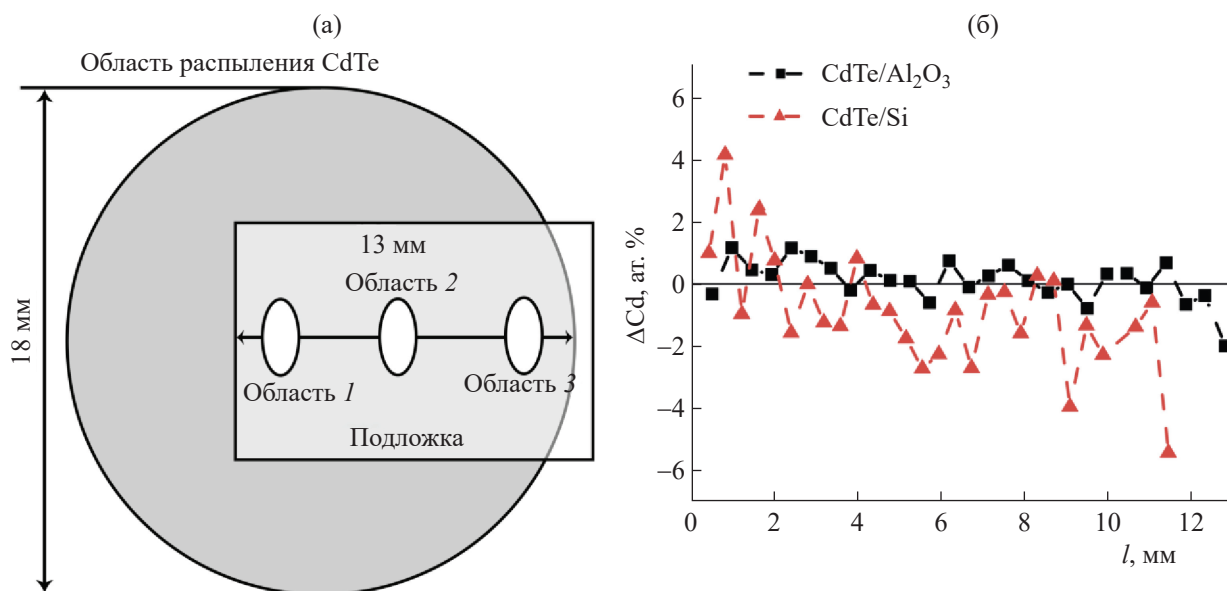 (а)
Область распыления CdTe
18 мм
13 мм
Область 2
Область 1
Область 3
Подложка
(б)
CdTe/Al₂O₃
CdTe/Si
ΔCd, ат. %
6
4
2
0
–2
–4
–6
0 2 4 6 8 10 12
l, мм